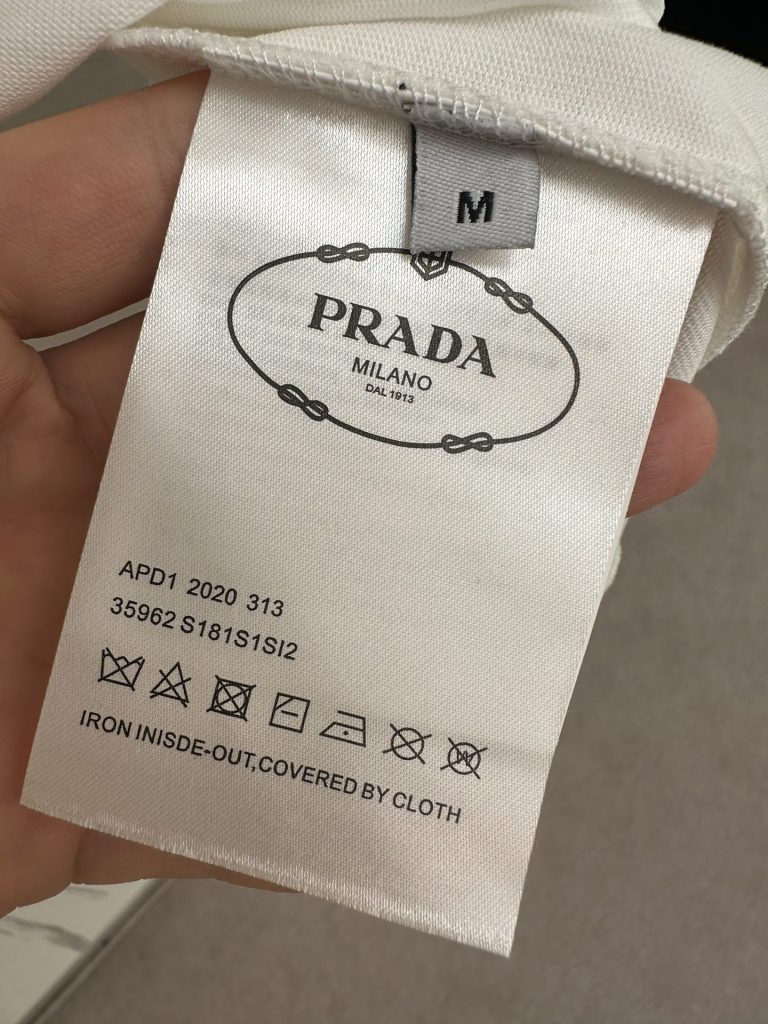 M
PRADA
MILANO
DAL 1913
APD1 2020 313
35962 S181S1SI2
W
IRON INISDE-OUT,COVERED BY CLOTH